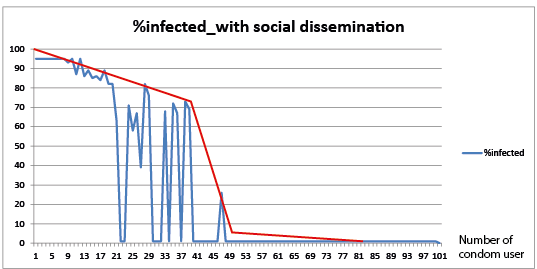 %infected_with social dissemination
100
90
80
70
60
50
40
30
20
10
0
1 5 9 13 17 21 25 29 33 37 41 45 49 53 57 61 65 69 73 77 81 85 89 93 97 101
%infected
Number of
condom user